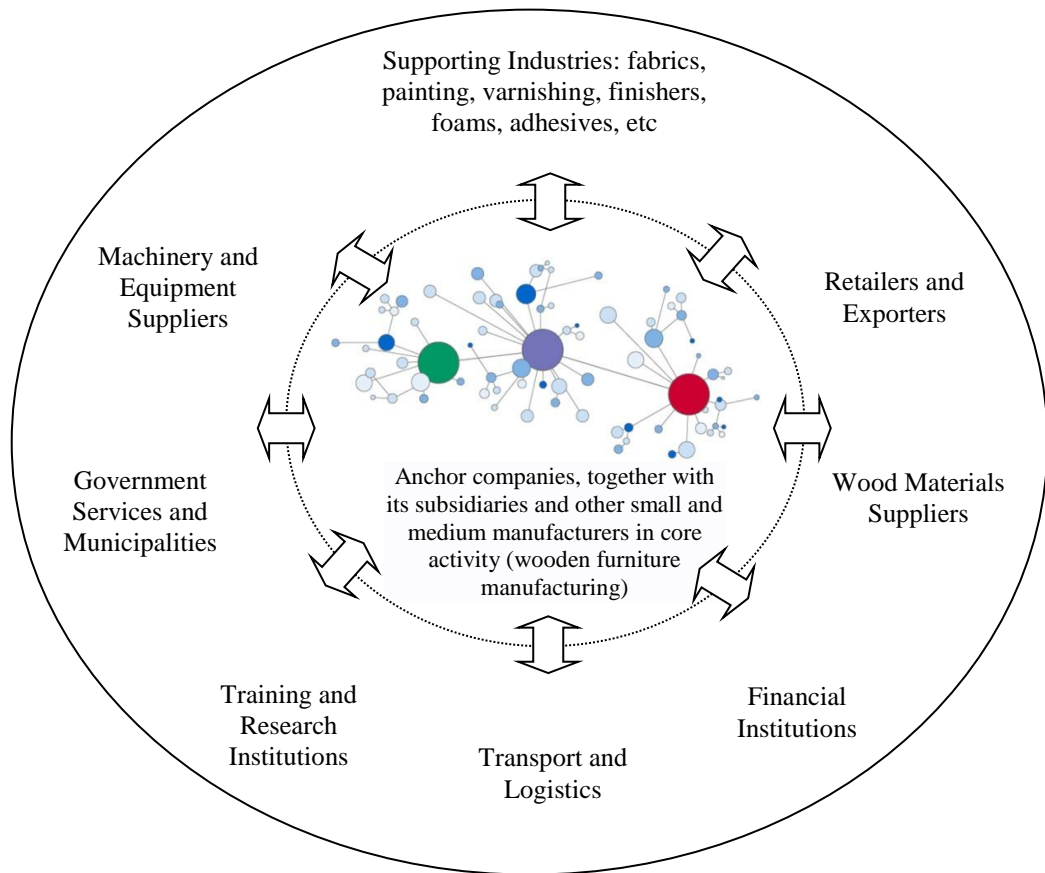 Supporting Industries: fabrics,
painting, varnishing, finishers,
foams, adhesives, etc
Machinery and
Equipment
Suppliers
Retailers and
Exporters
Government
Services and
Municipalities
Anchor companies, together with
its subsidiaries and other small and
medium manufacturers in core
activity (wooden furniture
manufacturing)
Wood Materials
Suppliers
Training and
Research
Institutions
Transport and
Logistics
Financial
Institutions